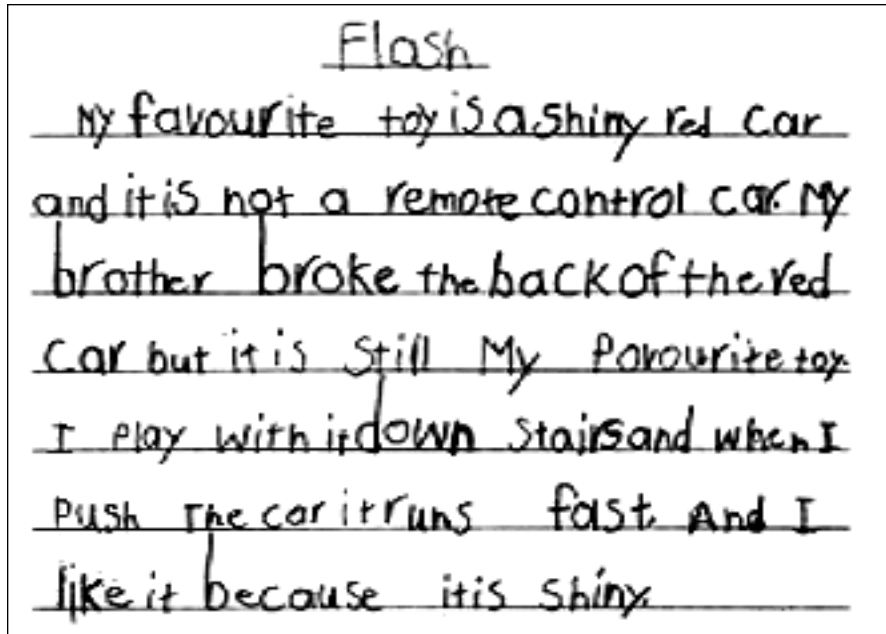 Flash
My favourite toy is a shiny red car
and it is not a remote control car. My
brother broke the back of the red
car but it is still My Pavourite toy.
I Play with it down stairs and when I
Push The car it runs fast. And I
like it because it is shiny.